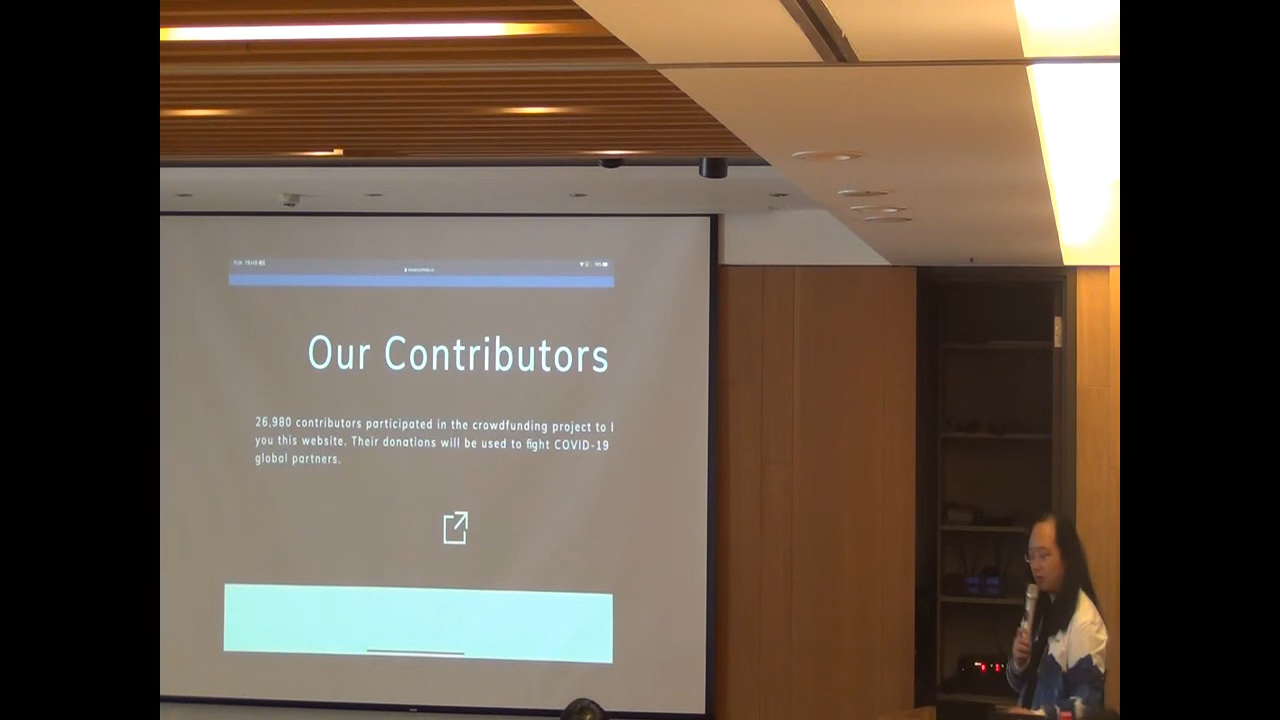 Our Contributors
26,980 contributors participated in the crowdfunding project to
you this website. Their donations will be used to fight COVID-19
global partners.